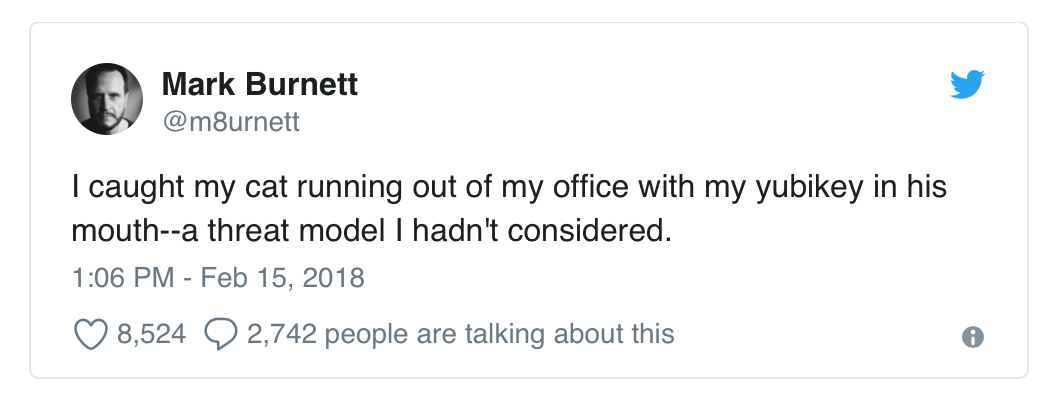 Mark Burnett
@m8urnett
I caught my cat running out of my office with my yubikey in his
mouth--a threat model I hadn't considered.
1:06 PM - Feb 15, 2018
8,524 2,742 people are talking about this